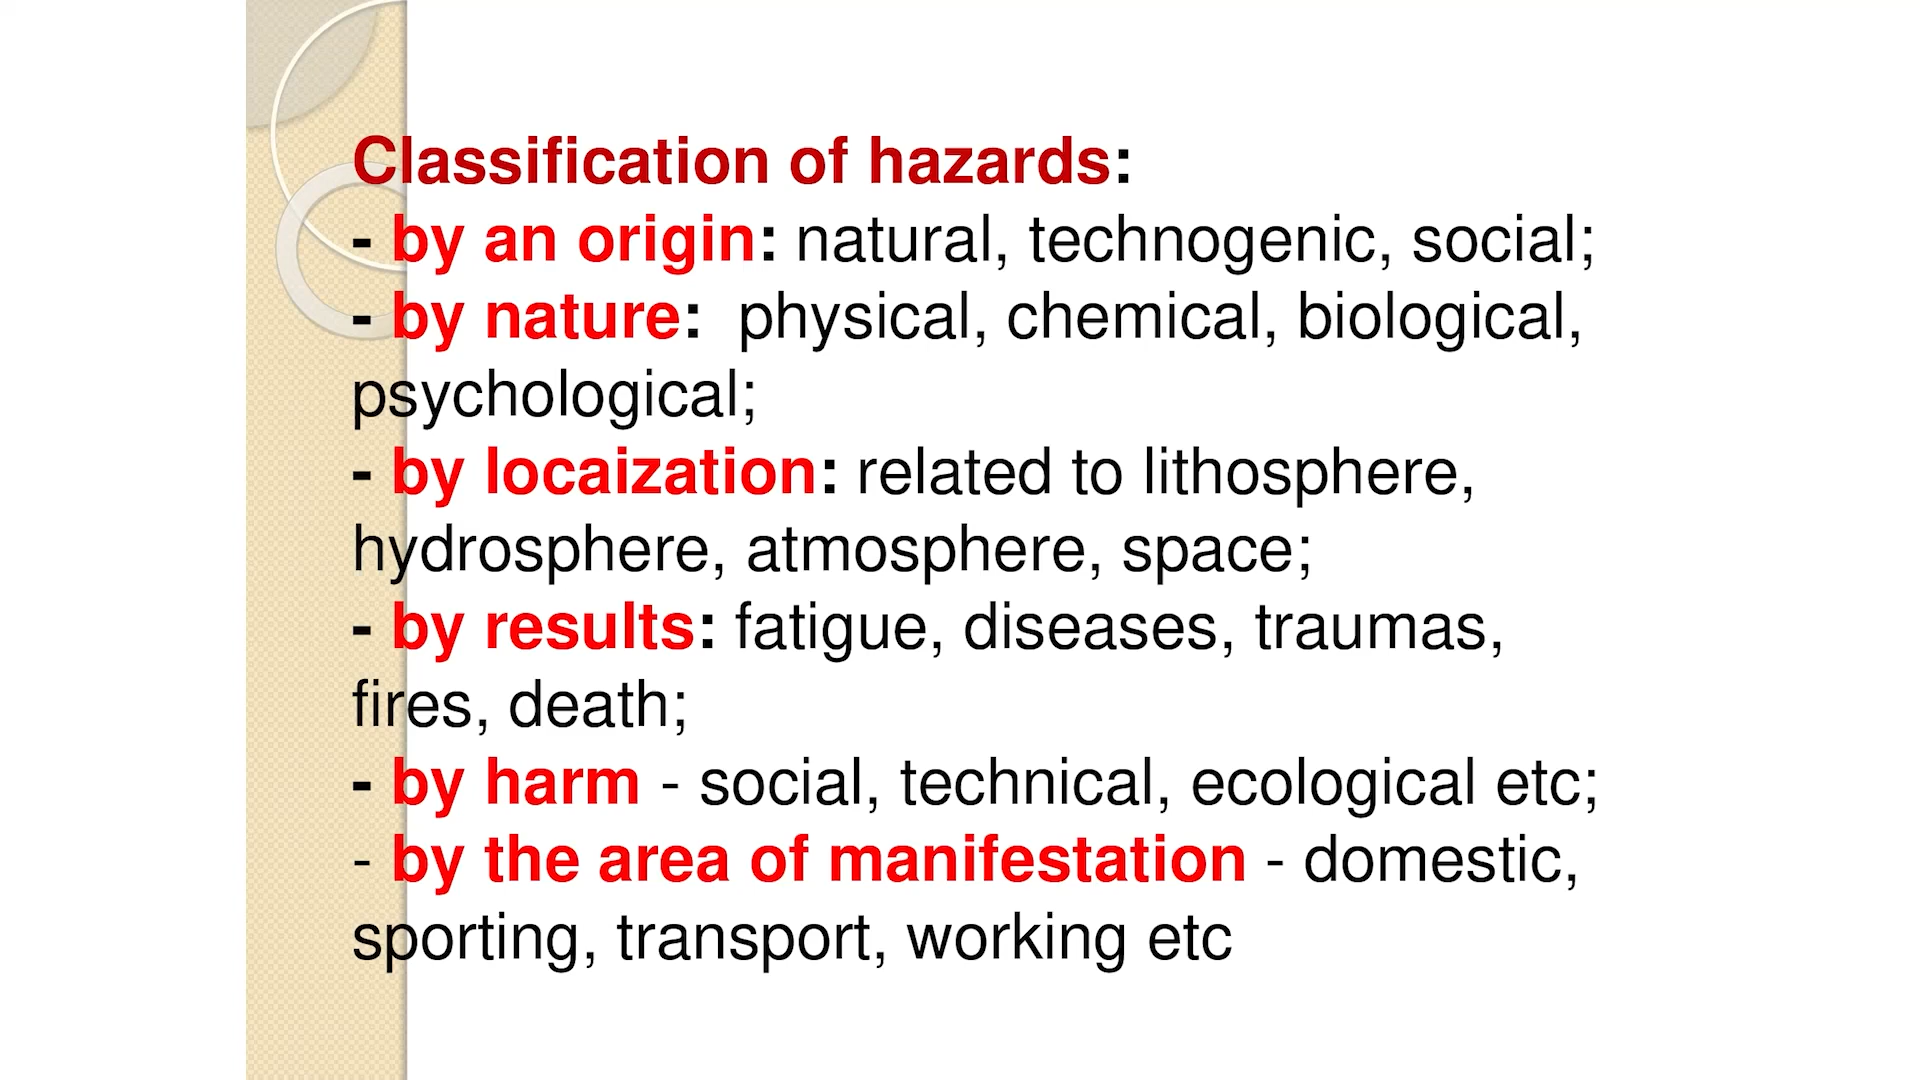 Classification of hazards:
- by an origin: natural, technogenic, social;
- by nature:  physical, chemical, biological,
psychological;
- by locaization: related to lithosphere,
hydrosphere, atmosphere, space;
- by results: fatigue, diseases, traumas,
fires, death;
- by harm - social, technical, ecological etc;
- by the area of manifestation - domestic,
sporting, transport, working etc